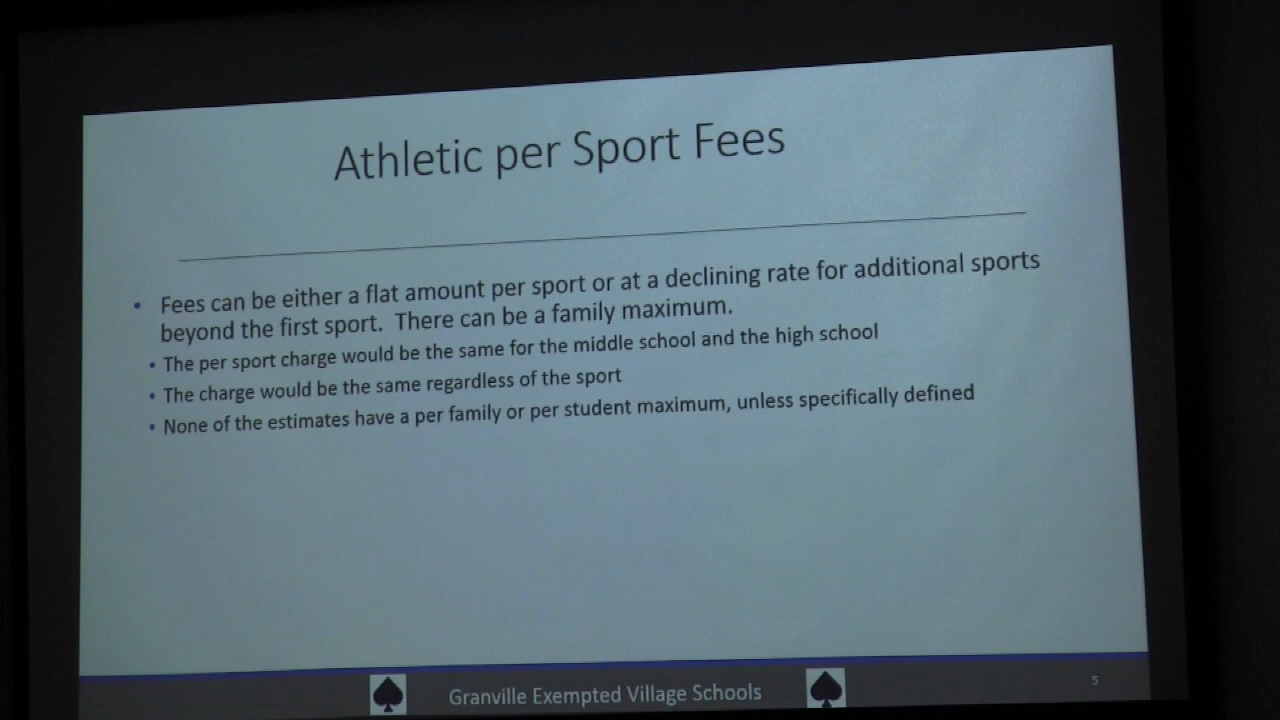 Athletic per Sport Fees
• Fees can be either a flat amount per sport or at a declining rate for additional sports
beyond the first sport. There can be a family maximum.
• The per sport charge would be the same for the middle school and the high school
• The charge would be the same regardless of the sport
• None of the estimates have a per family or per student maximum, unless specifically defined
Granville Exempted Village Schools
5